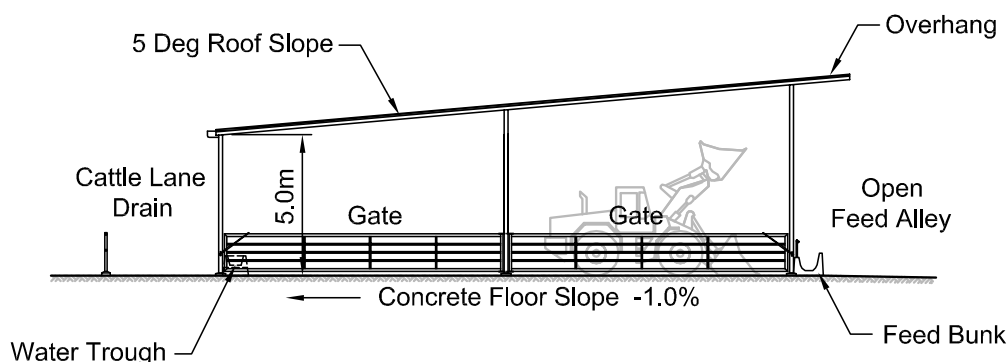 Overhang
5 Deg Roof Slope
Cattle Lane
Drain
5.0m
Gate
Gate
Open
Feed Alley
Concrete Floor Slope -1.0%
Water Trough
Feed Bunk